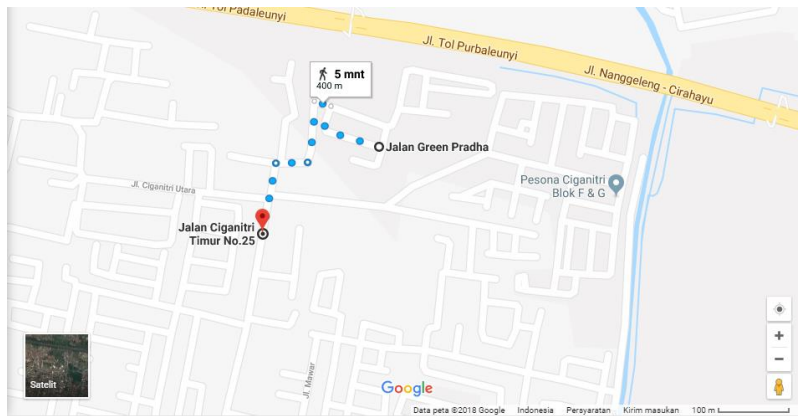 Jl. Tol Padaleunyi
Jl. Tol Purbaleunyi
Jl. Nanggeleng - Cirahayu
5 mnt
400 m
Jalan Green Pradha
Pesona Ciganitri
Blok F & G
Jl. Ciganitri Utara
Jalan Ciganitri
Timur No.25
Jl. Mawar
Satelit
Google
Data peta ©2018 Google Indonesia Persyaratan Kirim masukan 100 m